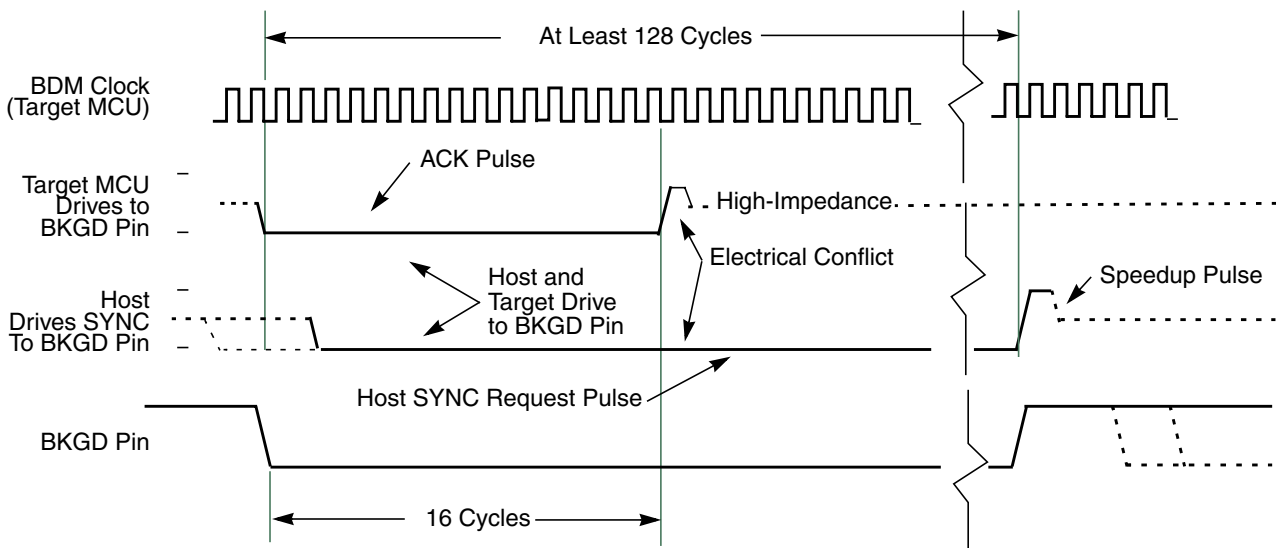 At Least 128 Cycles
BDM Clock
(Target MCU)
ACK Pulse
Target MCU
Drives to
BKGD Pin
High-Impedance
Electrical Conflict
Host and
Target Drive
to BKGD Pin
Speedup Pulse
Host
Drives SYNC
To BKGD Pin
Host SYNC Request Pulse
BKGD Pin
16 Cycles